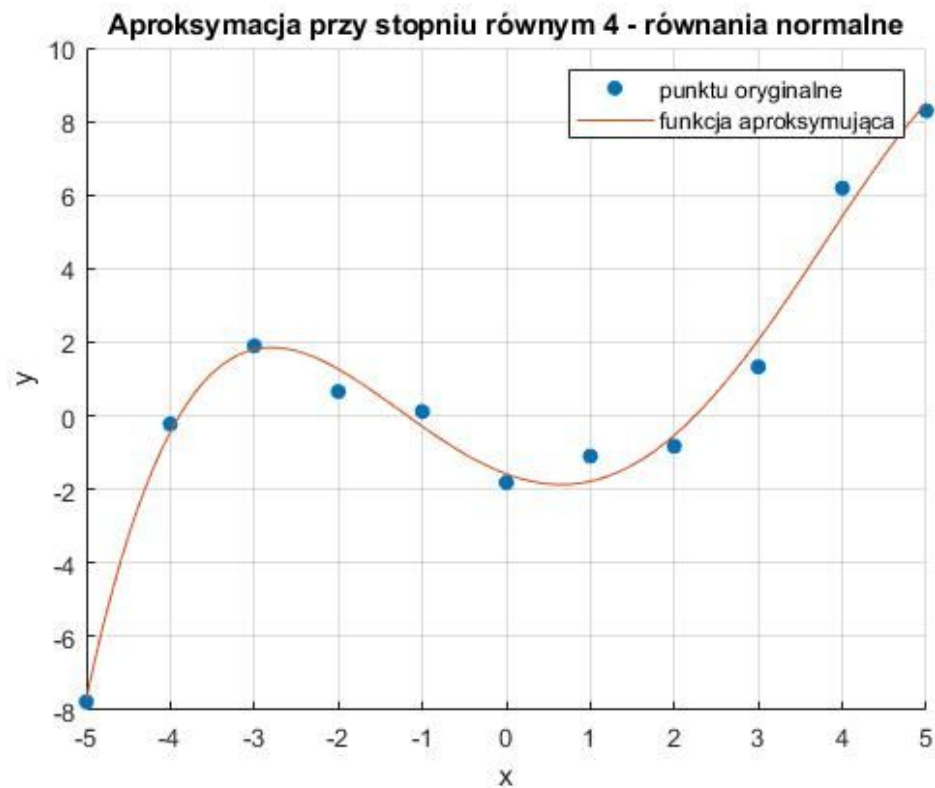 Aproksymacja przy stopniu równym 4 - równania normalne
10
8
6
4
2
0
-2
-4
-6
-8
y
punktu oryginalne
funkcja aproksymująca
-5 -4 -3 -2 -1 0 1 2 3 4 5
x